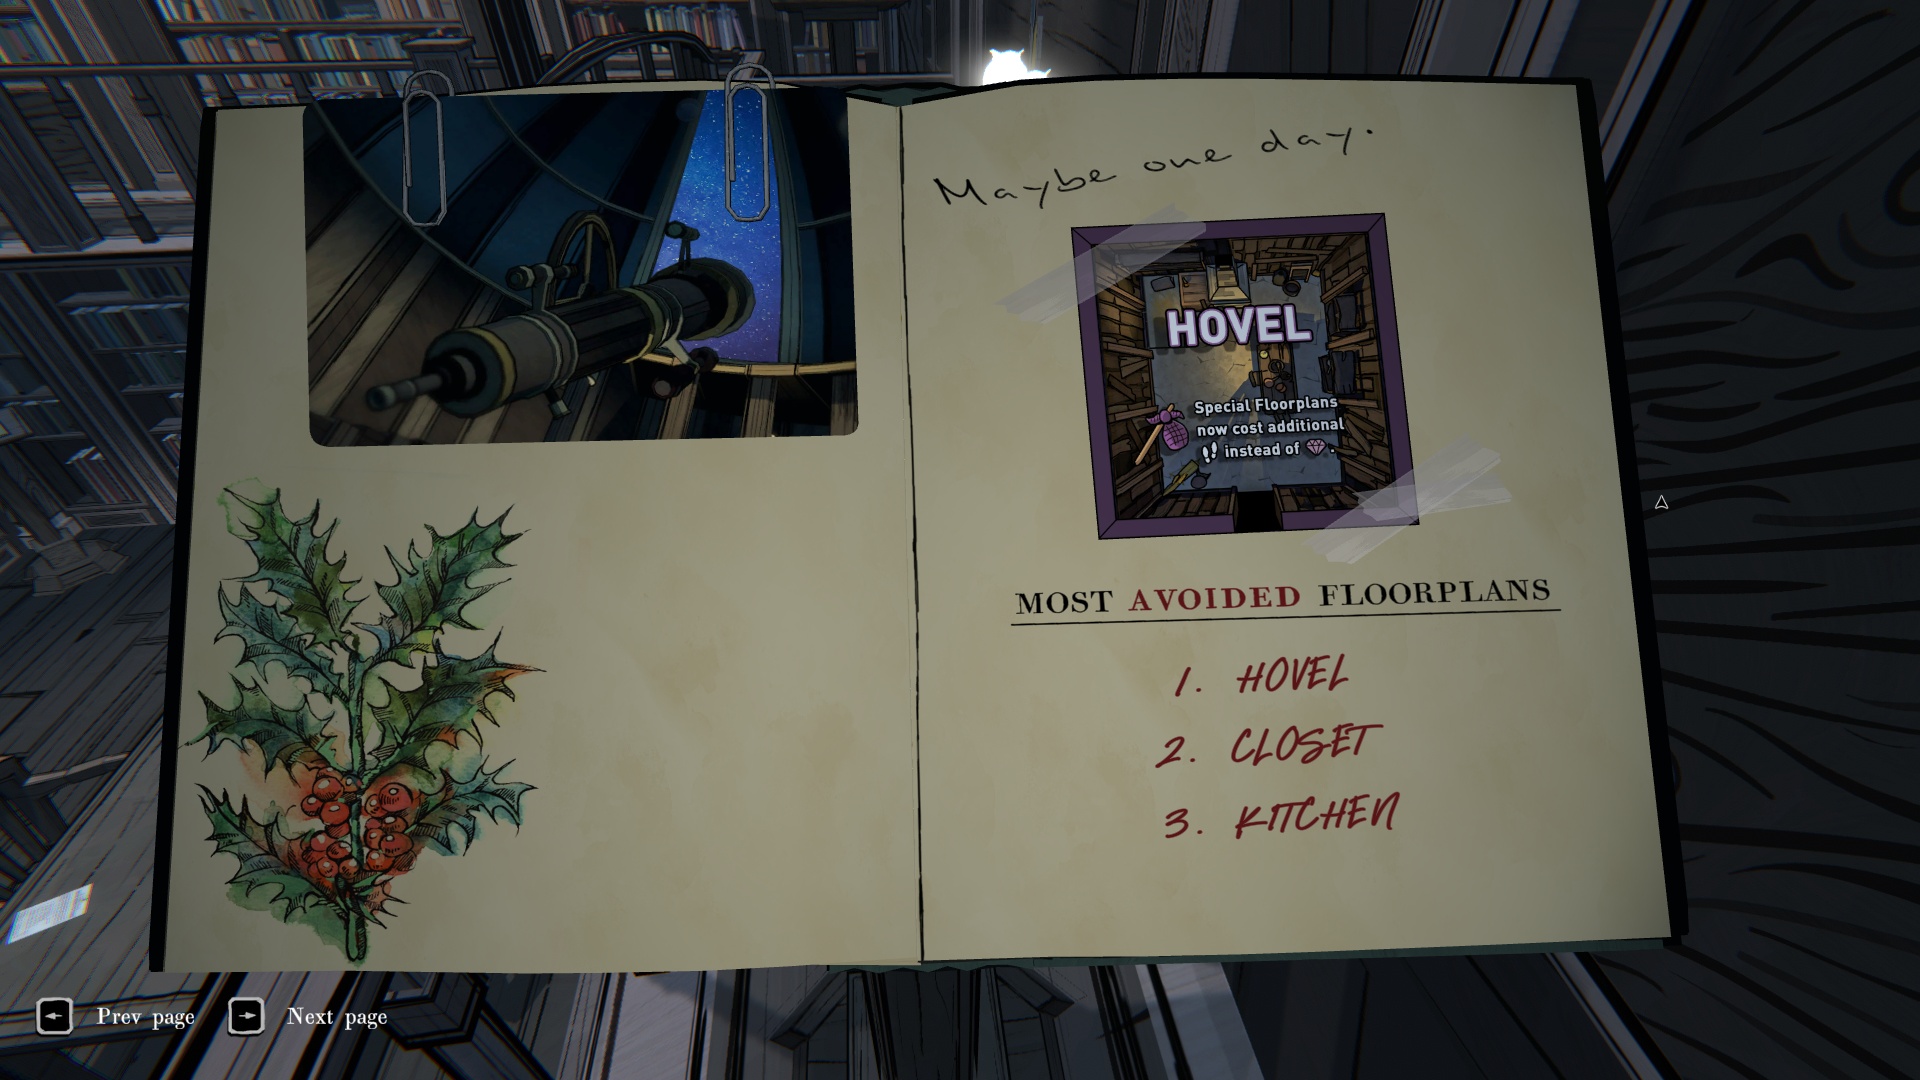 Maybe one day.
HOVEL
Special Floorplans
now cost additional
instead of
.
MOST AVOIDED FLOORPLANS
1. HOVEL
2. CLOSET
3. KITCHEN
Prev page
Next page